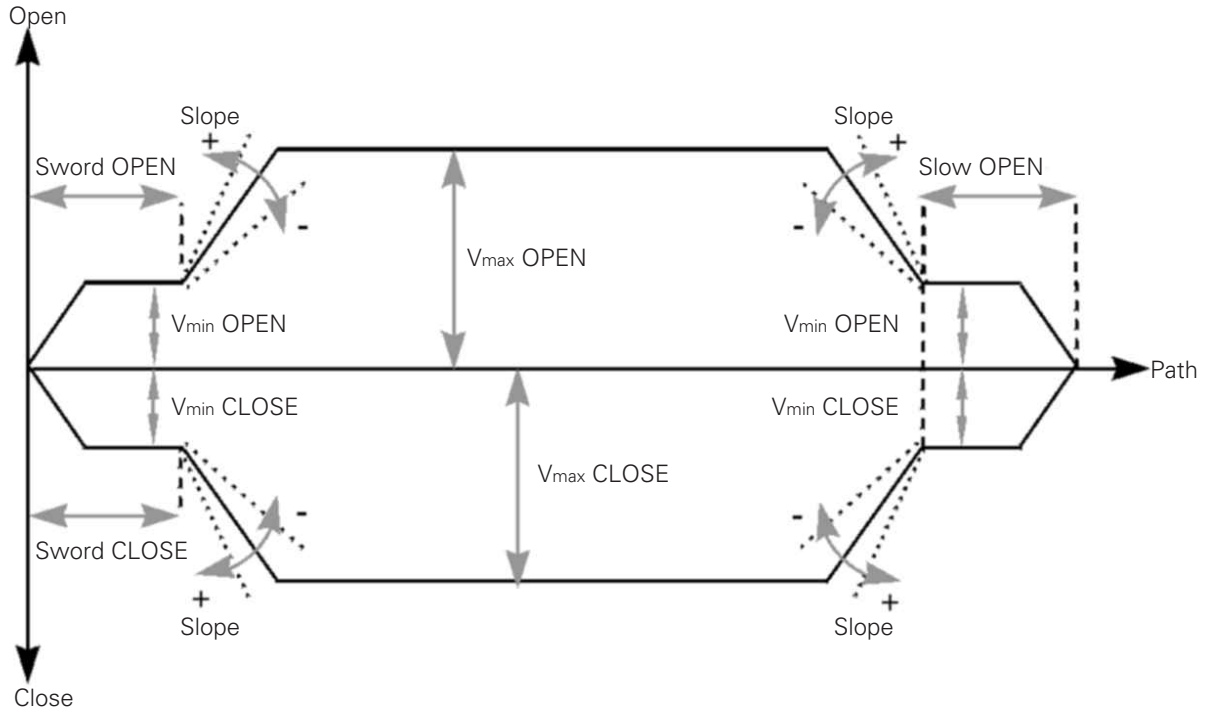 Open
Slope
Slope
+
+
Sword OPEN
Slow OPEN
-
-
Vmax OPEN
Vmin OPEN
Vmin OPEN
Path
Vmin CLOSE
Vmin CLOSE
Vmax CLOSE
-
-
Sword CLOSE
+
+
Slope
Slope
Close